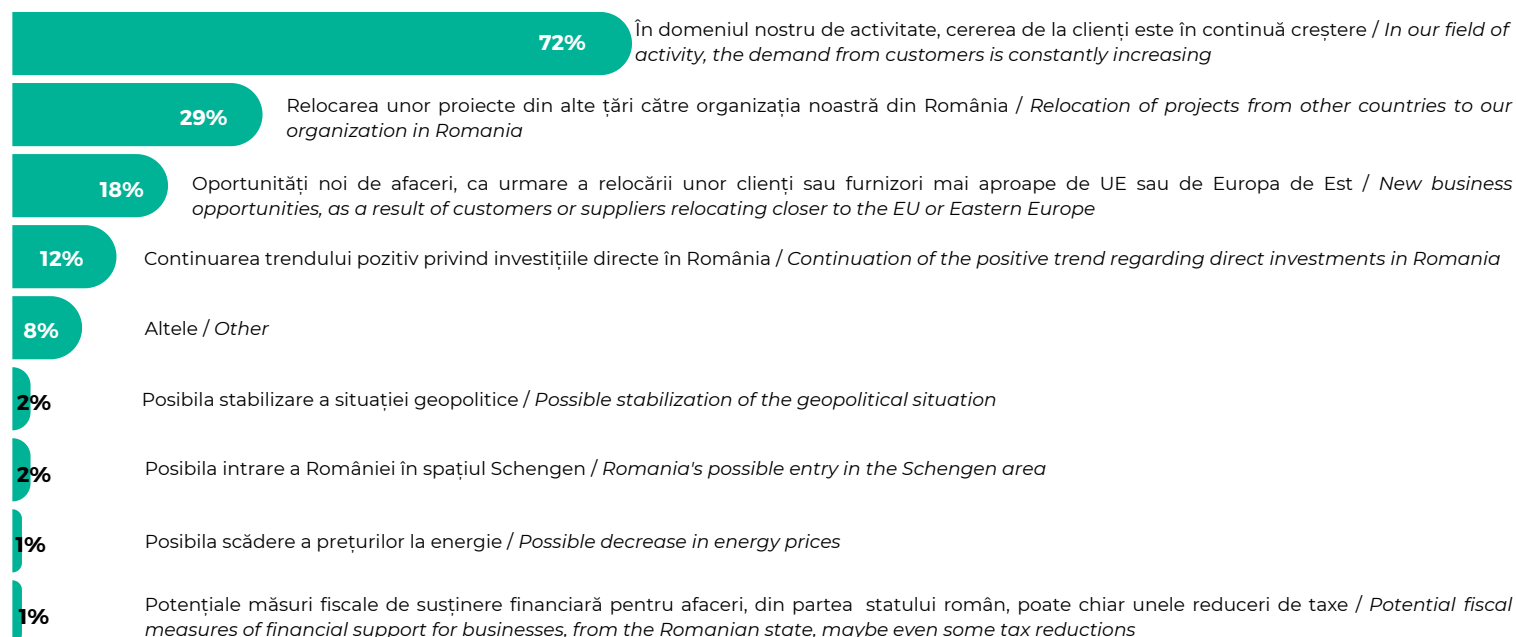 72%
În domeniul nostru de activitate, cererea de la clienți este în continuă creștere / In our field of
activity, the demand from customers is constantly increasing
29%
Relocarea unor proiecte din alte țări către organizația noastră din România / Relocation of projects from other countries to our
organization in Romania
18%
Oportunități noi de afaceri, ca urmare a relocării unor clienți sau furnizori mai aproape de UE sau de Europa de Est / New business
opportunities, as a result of customers or suppliers relocating closer to the EU or Eastern Europe
12%
Continuarea trendului pozitiv privind investițiile directe în România / Continuation of the positive trend regarding direct investments in Romania
8%
Altele / Other
2%
Posibila stabilizare a situației geopolitice / Possible stabilization of the geopolitical situation
2%
Posibila intrare a României în spațiul Schengen / Romania's possible entry in the Schengen area
1%
Posibila scădere a prețurilor la energie / Possible decrease in energy prices
1%
Potențiale măsuri fiscale de susținere financiară pentru afaceri, din partea statului român, poate chiar unele reduceri de taxe / Potential fiscal
measures of financial support for businesses, from the Romanian state, maybe even some tax reductions